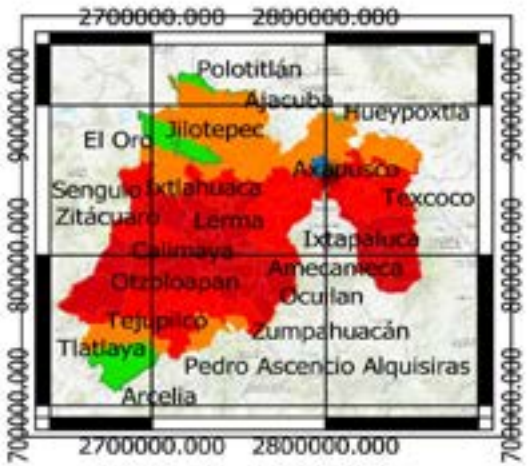 2700000.000 2800000.000
Polotitlán
Ajacuba
Hueypoxtla
Jilotepec
El Oro
Axapusco
Senguio
Ixtlahuaca
Texcoco
Zitácuaro
Lerma
Ixtapaluca
Calimaya
Amecameca
Otzoloapan
Ocuilan
Tejupilco
Zumpahuacán
Tlatlaya
Pedro Ascencio Alquisiras
Arcelia
2700000.000 2800000.000
900000.000
800000.000
700000.000
900000.000
800000.000
700000.000